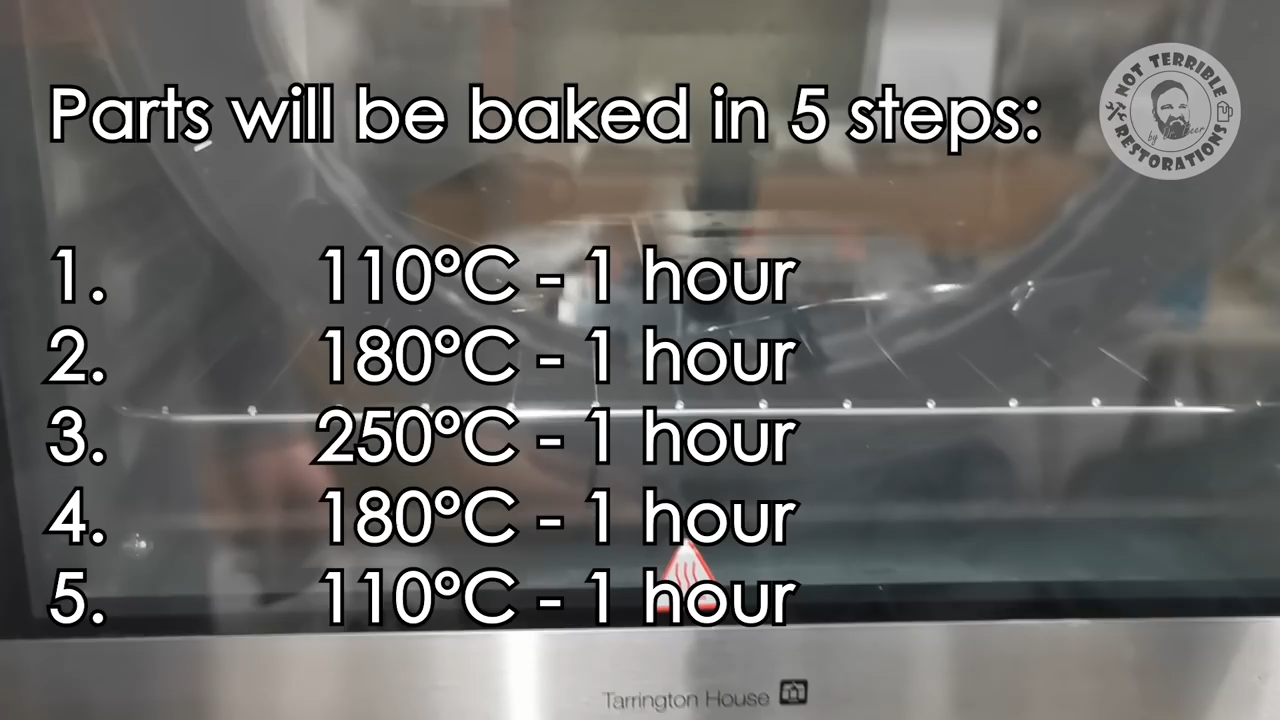 Parts will be baked in 5 steps:
NOT TERRIBLE
by
RESTORATIONS
1. 110°C - 1 hour
2. 180°C - 1 hour
3. 250°C - 1 hour
4. 180°C - 1 hour
5. 110°C - 1 hour
Tarrington House